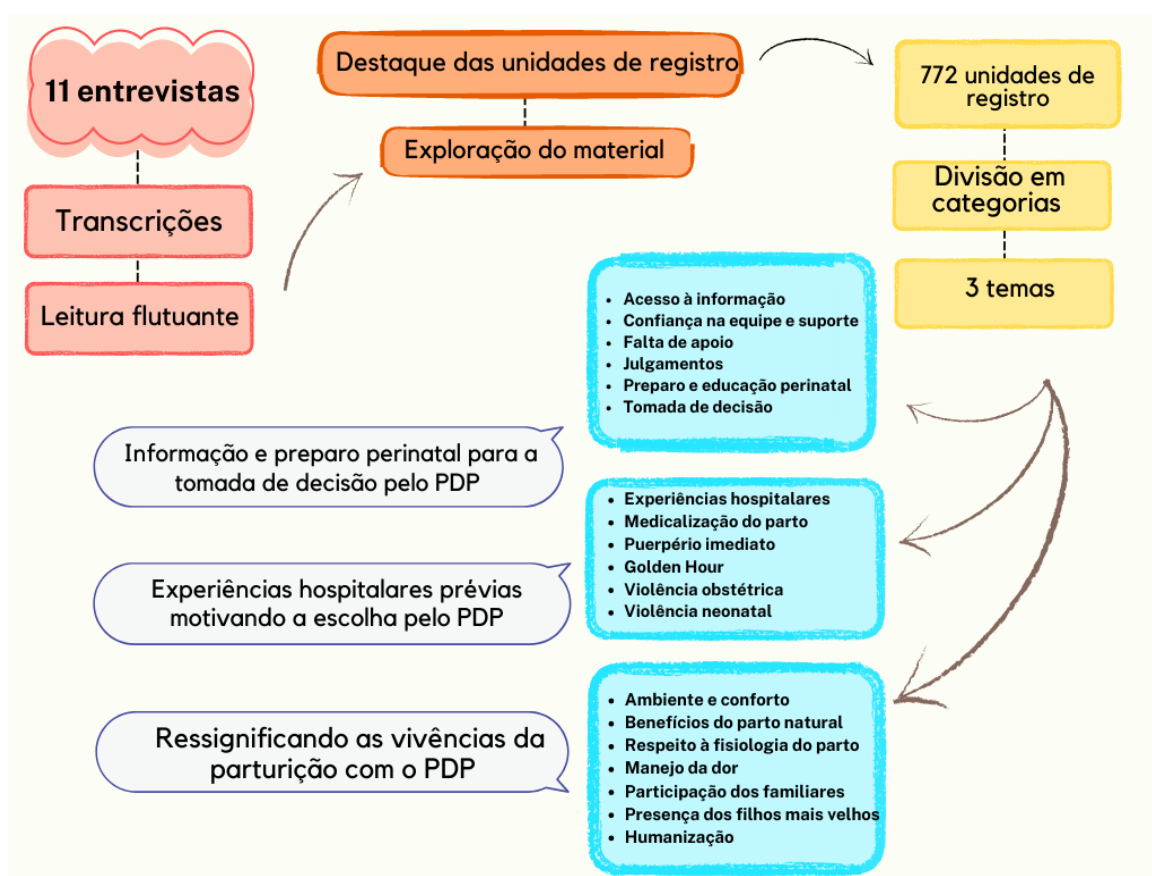 11 entrevistas
Transcrições
Leitura flutuante
Destaque das unidades de registro
Exploração do material
772 unidades de
registro
Divisão em
categorias
3 temas
• Acesso à informação
• Confiança na equipe e suporte
• Falta de apoio
• Julgamentos
• Preparo e educação perinatal
• Tomada de decisão
Informação e preparo perinatal para a
tomada de decisão pelo PDP
• Experiências hospitalares
• Medicalização do parto
• Puerpério imediato
• Golden Hour
• Violência obstétrica
• Violência neonatal
Experiências hospitalares prévias
motivando a escolha pelo PDP
• Ambiente e conforto
• Benefícios do parto natural
• Respeito à fisiologia do parto
• Manejo da dor
• Participação dos familiares
• Presença dos filhos mais velhos
• Humanização
Ressignificando as vivências da
parturição com o PDP